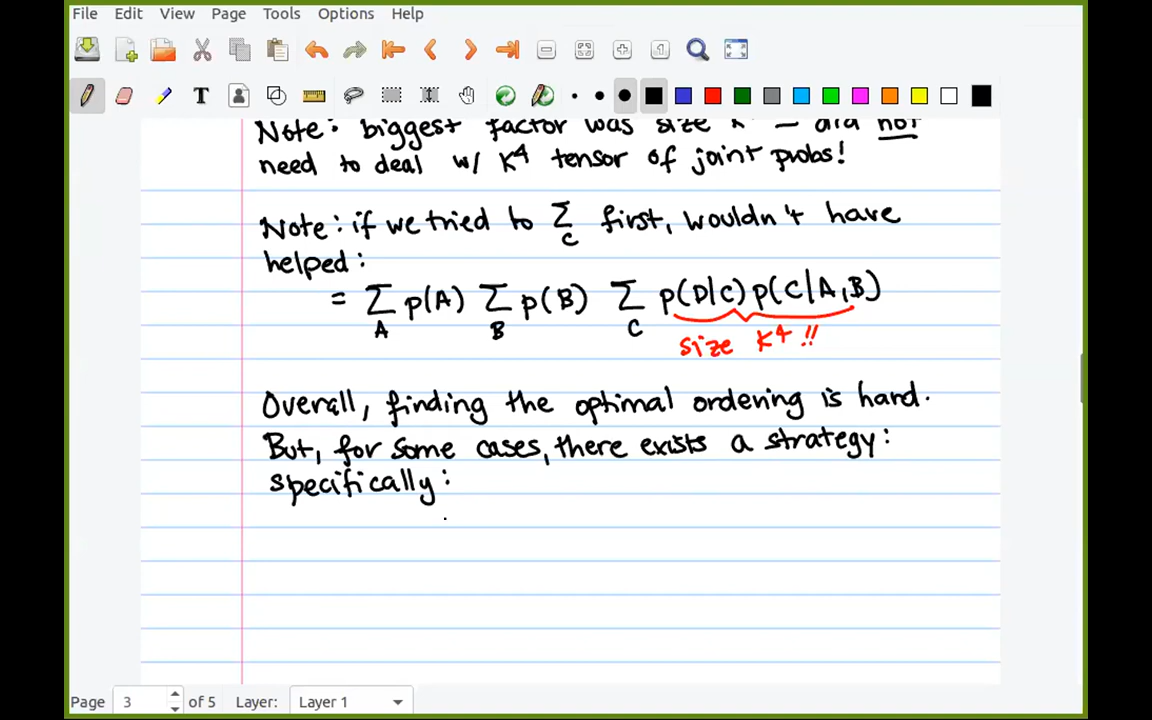 File Edit View Page Tools Options Help
Note: biggest factor was size — did not
need to deal w/ K⁴ tensor of joint probs!
Note: if we tried to Σ_C first, wouldn't have
helped:
= Σ_A p(A) Σ_B p(B) Σ_C p(D|C) p(C|A,B)
size K⁴ !!
Overall, finding the optimal ordering is hard.
But, for some cases, there exists a strategy:
specifically:
Page 3 of 5 Layer: Layer 1